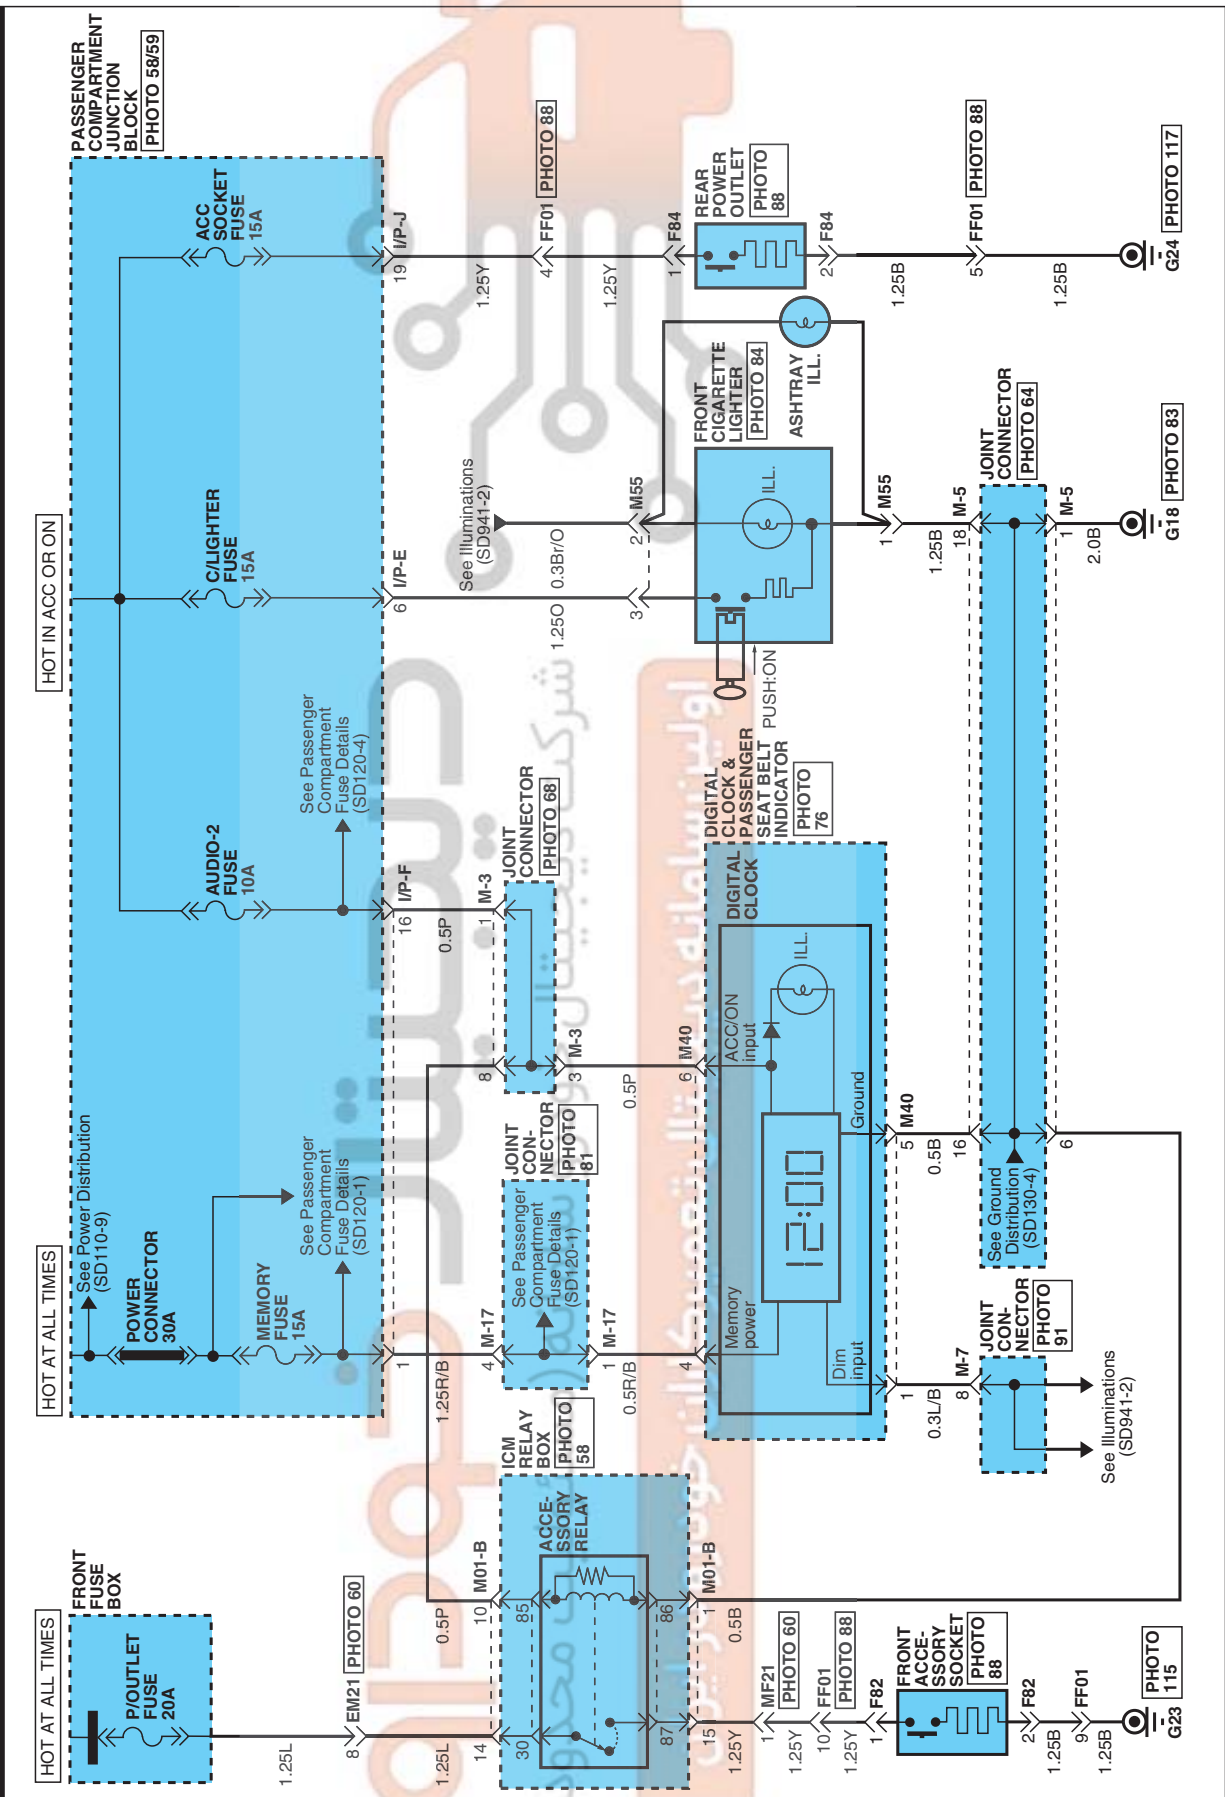 HOT AT ALL TIMES
FRONT
FUSE
BOX
P/OUTLET
FUSE
20A
1.25L
8
EM21
PHOTO 60
1.25L
14
0.5P
10
M01-B
ICM
RELAY
BOX
PHOTO
58
30
85
ACCE-
SSORY
RELAY
87
86
15
1
M01-B
1.25Y
0.5B
1
MF21
PHOTO 60
1.25Y
10
FF01
PHOTO 88
1.25Y
1
F82
FRONT
ACCE-
SSORY
SOCKET
PHOTO
88
2
F82
1.25B
9
FF01
1.25B
G23
PHOTO
115
HOT AT ALL TIMES
HOT IN ACC OR ON
PASSENGER
COMPARTMENT
JUNCTION
BLOCK
PHOTO 58/59
See Power Distribution
(SD110-9)
POWER
CONNECTOR
30A
MEMORY
FUSE
15A
See Passenger
Compartment
Fuse Details
(SD120-1)
AUDIO-2
FUSE
10A
See Passenger
Compartment
Fuse Details
(SD120-4)
C/LIGHTER
FUSE
15A
ACC
SOCKET
FUSE
15A
1
16
I/P-F
6
I/P-E
19
I/P-J
1.25R/B
0.5P
1.25O
1.25Y
4
M-17
JOINT
CON-
NECTOR
PHOTO
81
See Passenger
Compartment
Fuse Details
(SD120-1)
1
M-17
0.5R/B
8
1
M-3
JOINT
CONNECTOR
PHOTO 68
3
M-3
0.5P
4
6
M40
DIGITAL
CLOCK &
PASSENGER
SEAT BELT
INDICATOR
PHOTO
76
DIGITAL
CLOCK
Memory
power
ACC/ON
input
ILL.
12:00
Dim
input
Ground
1
5
M40
0.3L/B
0.5B
8
M-7
JOINT
CON-
NECTOR
PHOTO
91
See Illuminations
(SD941-2)
16
18
M-5
JOINT
CONNECTOR
PHOTO 64
See Ground
Distribution
(SD130-4)
6
1
M-5
2.0B
G18
PHOTO 83
See Illuminations
(SD941-2)
0.3Br/O
3
2
M55
FRONT
CIGARETTE
LIGHTER
PHOTO 84
ILL.
PUSH:ON
ASHTRAY
ILL.
1
M55
1.25B
4
FF01
PHOTO 88
1.25Y
1
F84
REAR
POWER
OUTLET
PHOTO
88
2
F84
1.25B
5
FF01
PHOTO 88
1.25B
G24
PHOTO 117